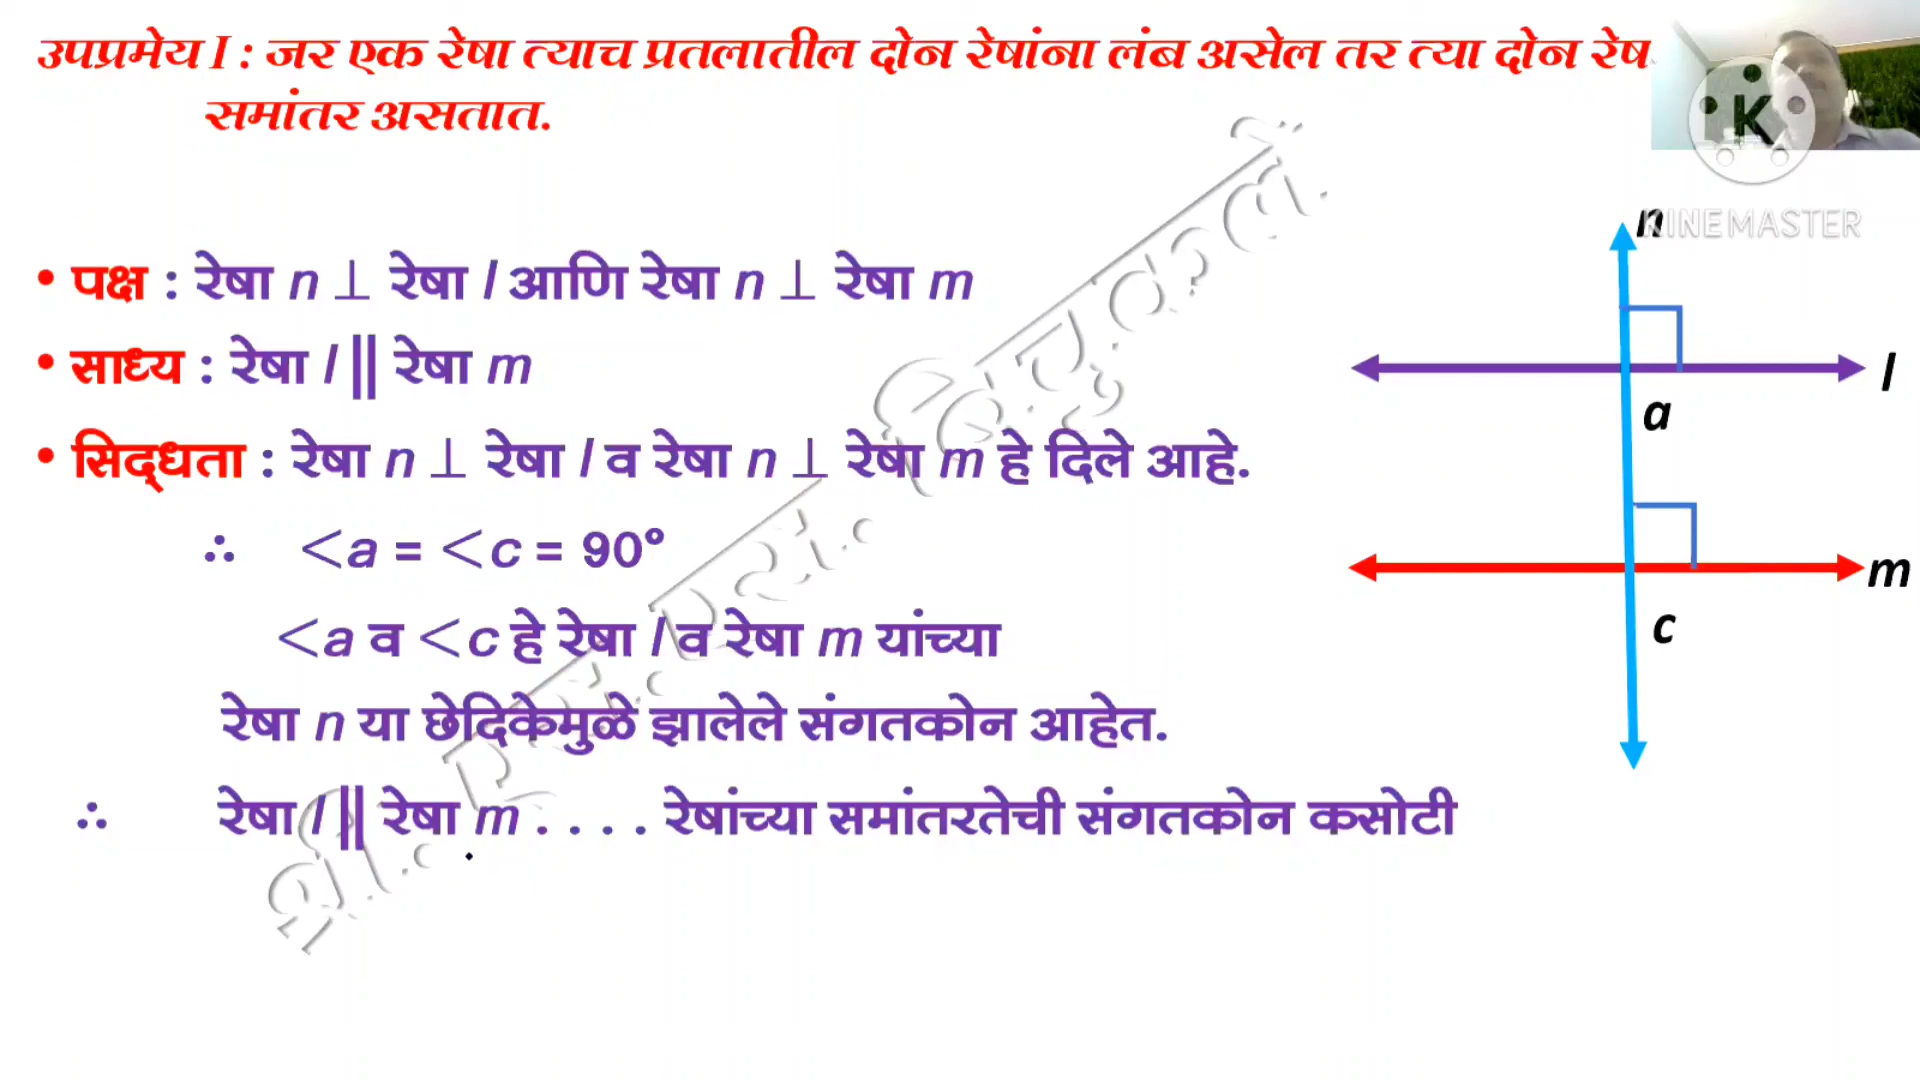 उपप्रमेय I : जर एक रेषा त्याच प्रतलातील दोन रेषांना लंब असेल तर त्या दोन
समांतर असतात.
K
KINEMASTER
n
• पक्ष : रेषा n ⊥ रेषा l आणि रेषा n ⊥ रेषा m
• साध्य : रेषा l || रेषा m
l
a
• सिद्धता : रेषा n ⊥ रेषा l व रेषा n ⊥ रेषा m हे दिले आहे.
∴ <a = <c = 90°
m
<a व <c हे रेषा l व रेषा m यांच्या
c
रेषा n या छेदिकेमुळे झालेले संगतकोन आहेत.
∴ रेषा l || रेषा m . . . . रेषांच्या समांतरतेची संगतकोन कसोटी